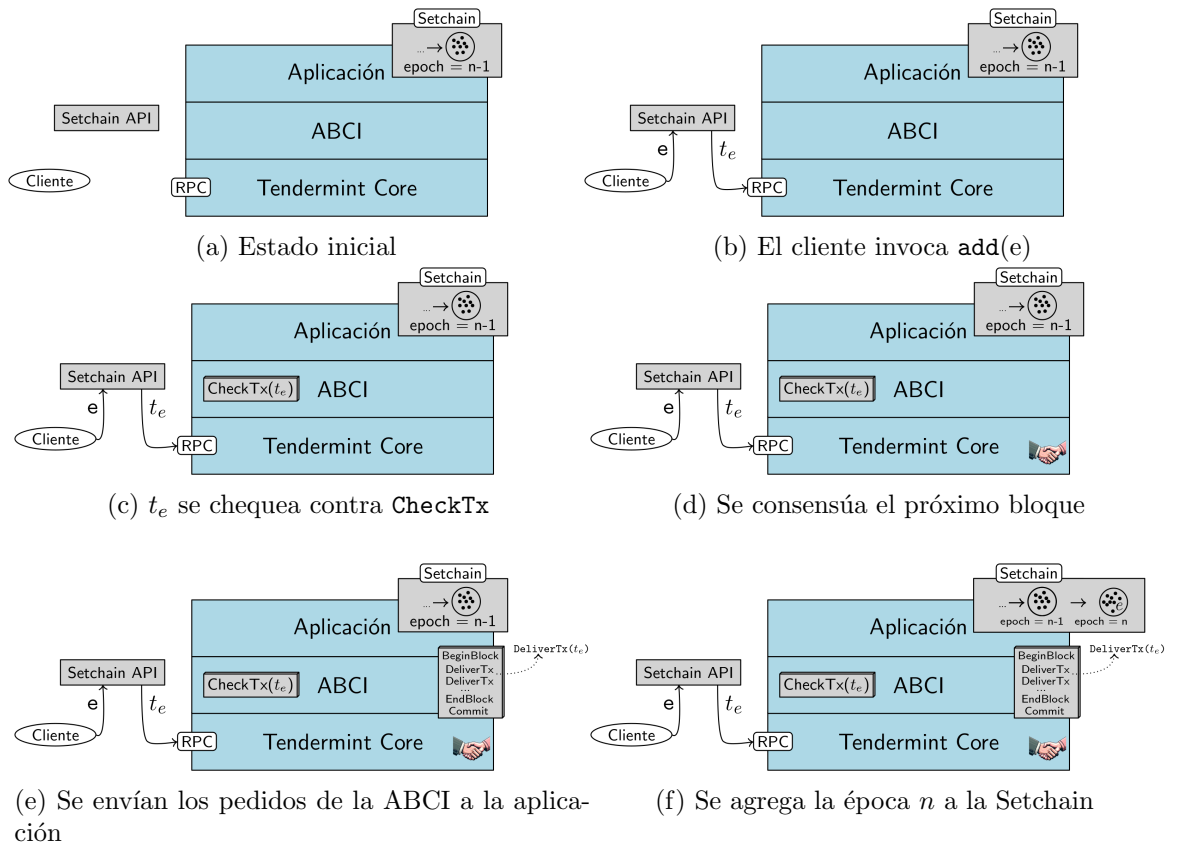 Setchain
... →
epoch = n-1
Aplicación
Setchain API
ABCI
Cliente
RPC
Tendermint Core
(a) Estado inicial
Setchain
... →
epoch = n-1
Aplicación
Setchain API
ABCI
e
t_e
Cliente
RPC
Tendermint Core
(b) El cliente invoca add(e)
Setchain
... →
epoch = n-1
Aplicación
Setchain API
CheckTx(t_e)
ABCI
e
t_e
Cliente
RPC
Tendermint Core
(c) t_e se chequea contra CheckTx
Setchain
... →
epoch = n-1
Aplicación
Setchain API
CheckTx(t_e)
ABCI
e
t_e
Cliente
RPC
Tendermint Core
(d) Se consensúa el próximo bloque
Setchain
... →
epoch = n-1
Aplicación
DeliverTx(t_e)
Setchain API
CheckTx(t_e)
ABCI
BeginBlock
DeliverTx
DeliverTx
...
EndBlock
Commit
e
t_e
Cliente
RPC
Tendermint Core
(e) Se envían los pedidos de la ABCI a la aplica-
ción
Setchain
... → →
e
epoch = n-1 epoch = n
Aplicación
DeliverTx(t_e)
Setchain API
CheckTx(t_e)
ABCI
BeginBlock
DeliverTx
DeliverTx
...
EndBlock
Commit
e
t_e
Cliente
RPC
Tendermint Core
(f) Se agrega la época n a la Setchain